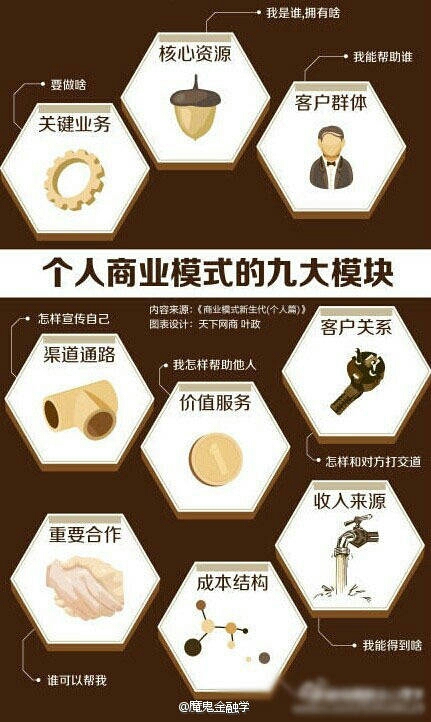 我是谁,拥有啥
核心资源
我能帮助谁
客户群体
要做啥
关键业务
个人商业模式的九大模块
内容来源:《商业模式新生代(个人篇)》
图表设计: 天下网商 叶政
怎样宣传自己
渠道通路
我怎样帮助他人
价值服务
客户关系
怎样和对方打交道
收入来源
重要合作
成本结构
我能得到啥
谁可以帮我
@魔鬼金融学